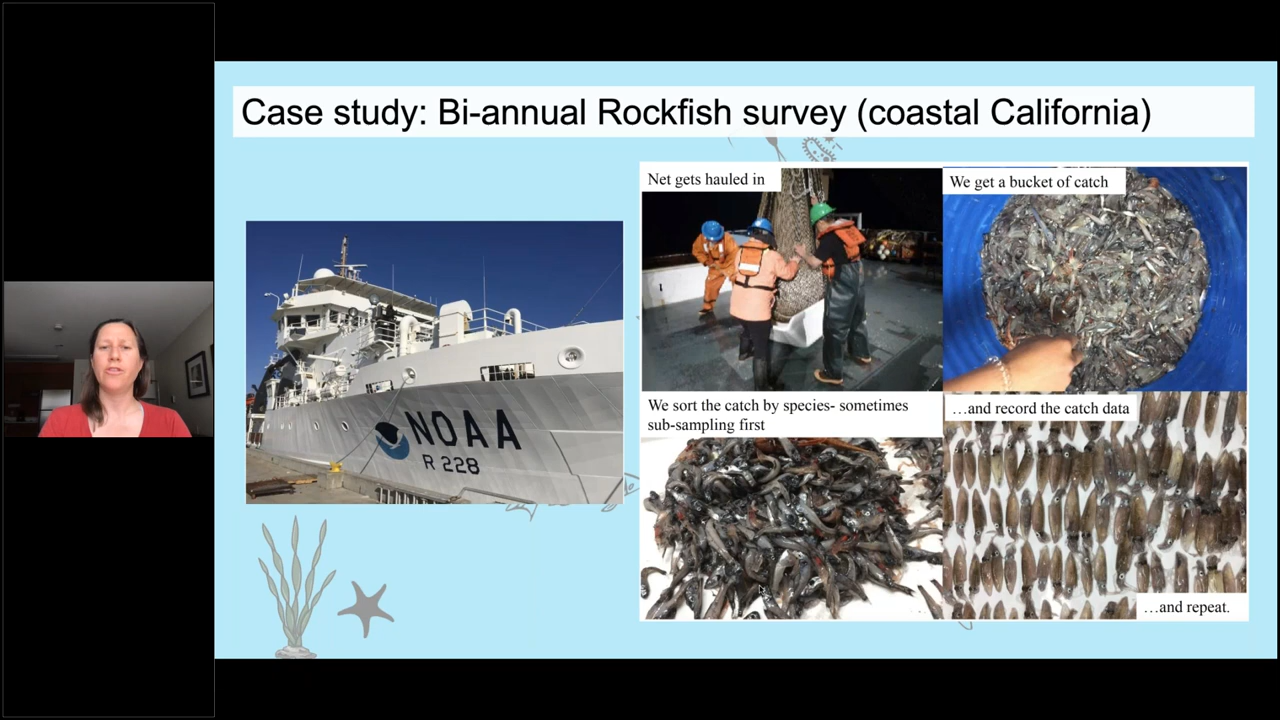 Case study: Bi-annual Rockfish survey (coastal California)
NOAA
R 228
Net gets hauled in
We get a bucket of catch
We sort the catch by species- sometimes
sub-sampling first
…and record the catch data
…and repeat.